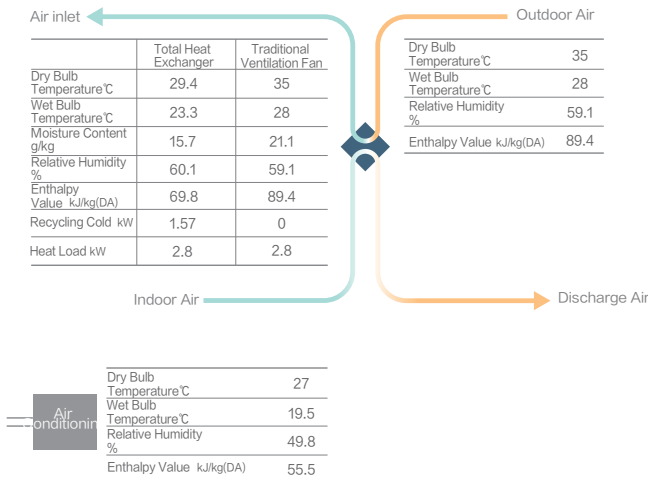 Air inlet
Outdoor Air
Total Heat
Exchanger
Traditional
Ventilation Fan
Dry Bulb
Temperature℃
29.4
35
Wet Bulb
Temperature℃
23.3
28
Moisture Content
g/kg
15.7
21.1
Relative Humidity
%
60.1
59.1
Enthalpy
Value kJ/kg(DA)
69.8
89.4
Recycling Cold kW
1.57
0
Heat Load kW
2.8
2.8
Dry Bulb
Temperature℃
35
Wet Bulb
Temperature℃
28
Relative Humidity
%
59.1
Enthalpy Value kJ/kg(DA)
89.4
Indoor Air
Discharge Air
Air
Conditioning
Dry Bulb
Temperature℃
27
Wet Bulb
Temperature℃
19.5
Relative Humidity
%
49.8
Enthalpy Value kJ/kg(DA)
55.5